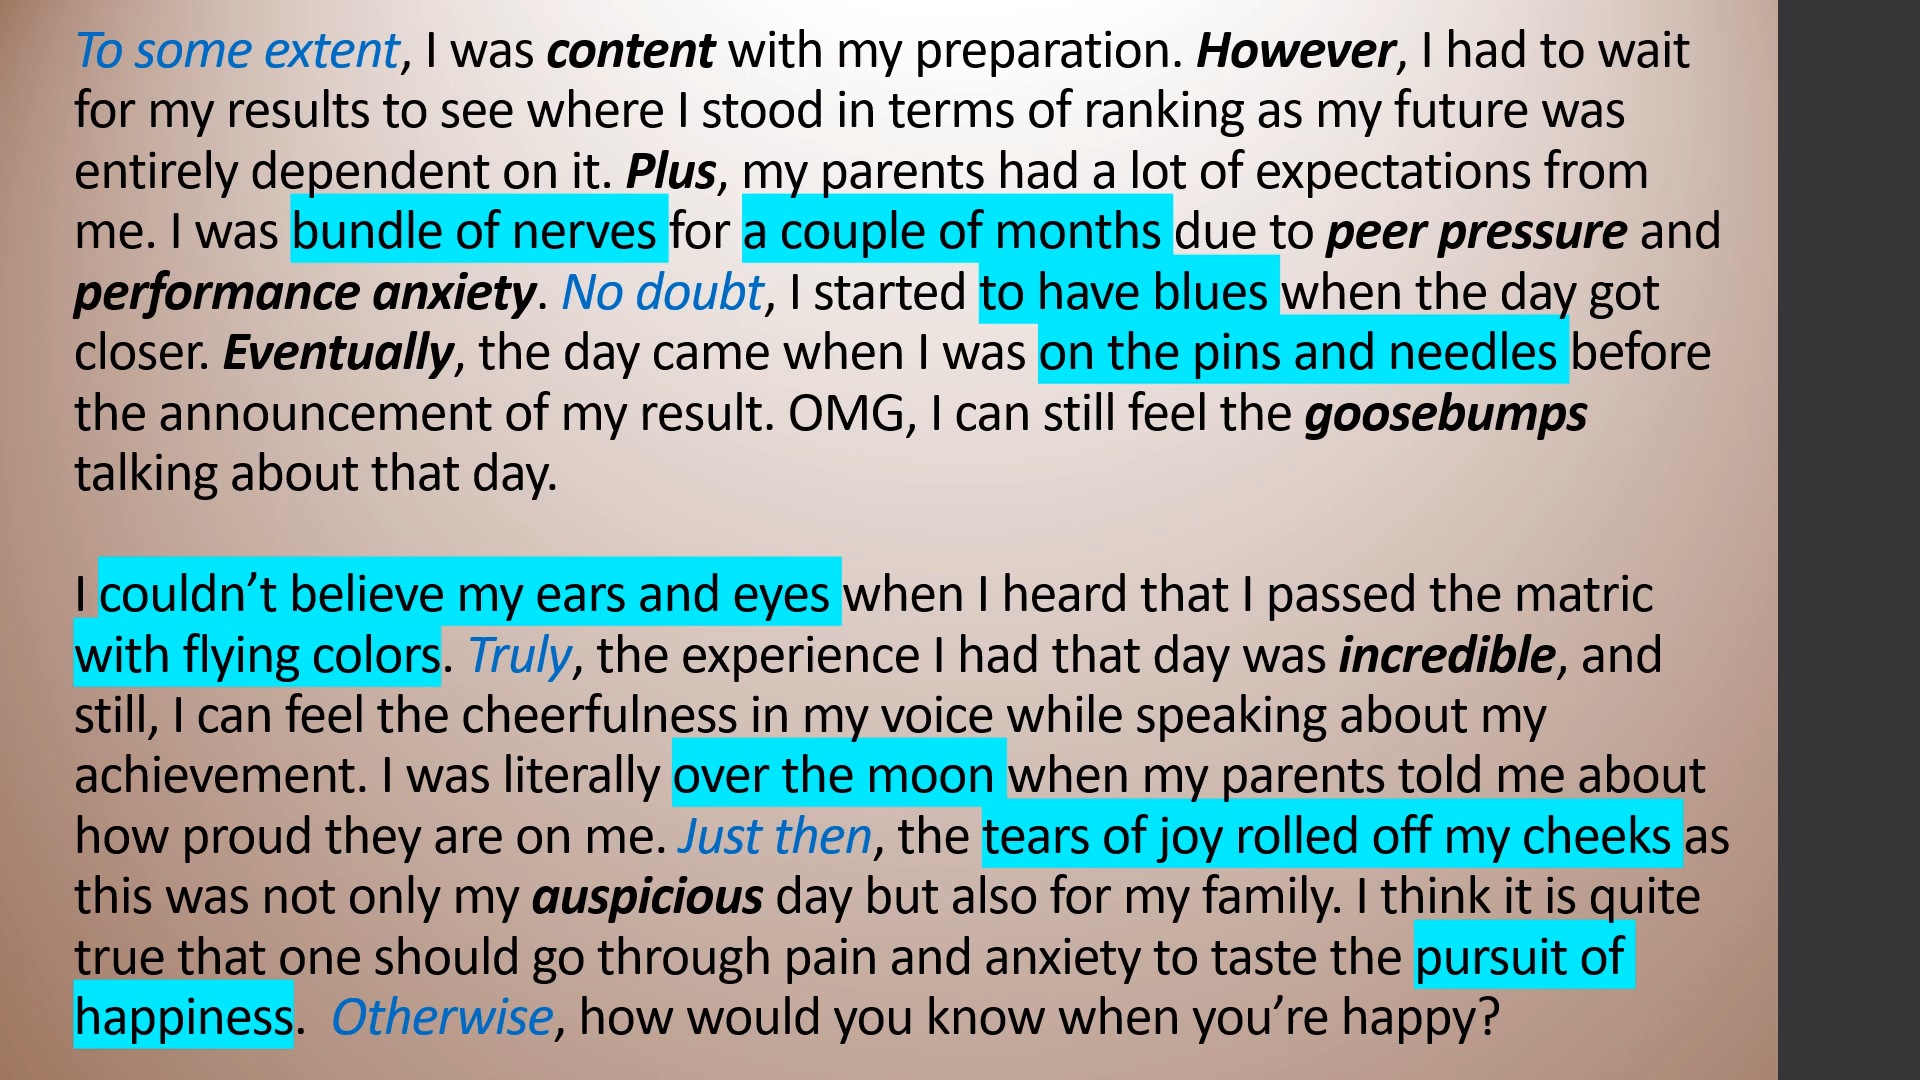 To some extent, I was content with my preparation. However, I had to wait
for my results to see where I stood in terms of ranking as my future was
entirely dependent on it. Plus, my parents had a lot of expectations from
me. I was bundle of nerves for a couple of months due to peer pressure and
performance anxiety. No doubt, I started to have blues when the day got
closer. Eventually, the day came when I was on the pins and needles before
the announcement of my result. OMG, I can still feel the goosebumps
talking about that day.
I couldn’t believe my ears and eyes when I heard that I passed the matric
with flying colors. Truly, the experience I had that day was incredible, and
still, I can feel the cheerfulness in my voice while speaking about my
achievement. I was literally over the moon when my parents told me about
how proud they are on me. Just then, the tears of joy rolled off my cheeks as
this was not only my auspicious day but also for my family. I think it is quite
true that one should go through pain and anxiety to taste the pursuit of
happiness. Otherwise, how would you know when you’re happy?